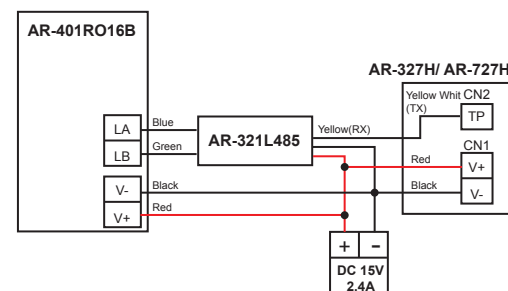 AR-401RO16B
AR-327H/ AR-727H
Yellow Whit CN2
(TX)
TP
LA
Blue
AR-321L485
Yellow(RX)
CN1
LB
Green
Red
V+
V-
Black
Black
V-
V+
Red
+ -
DC 15V
2.4A